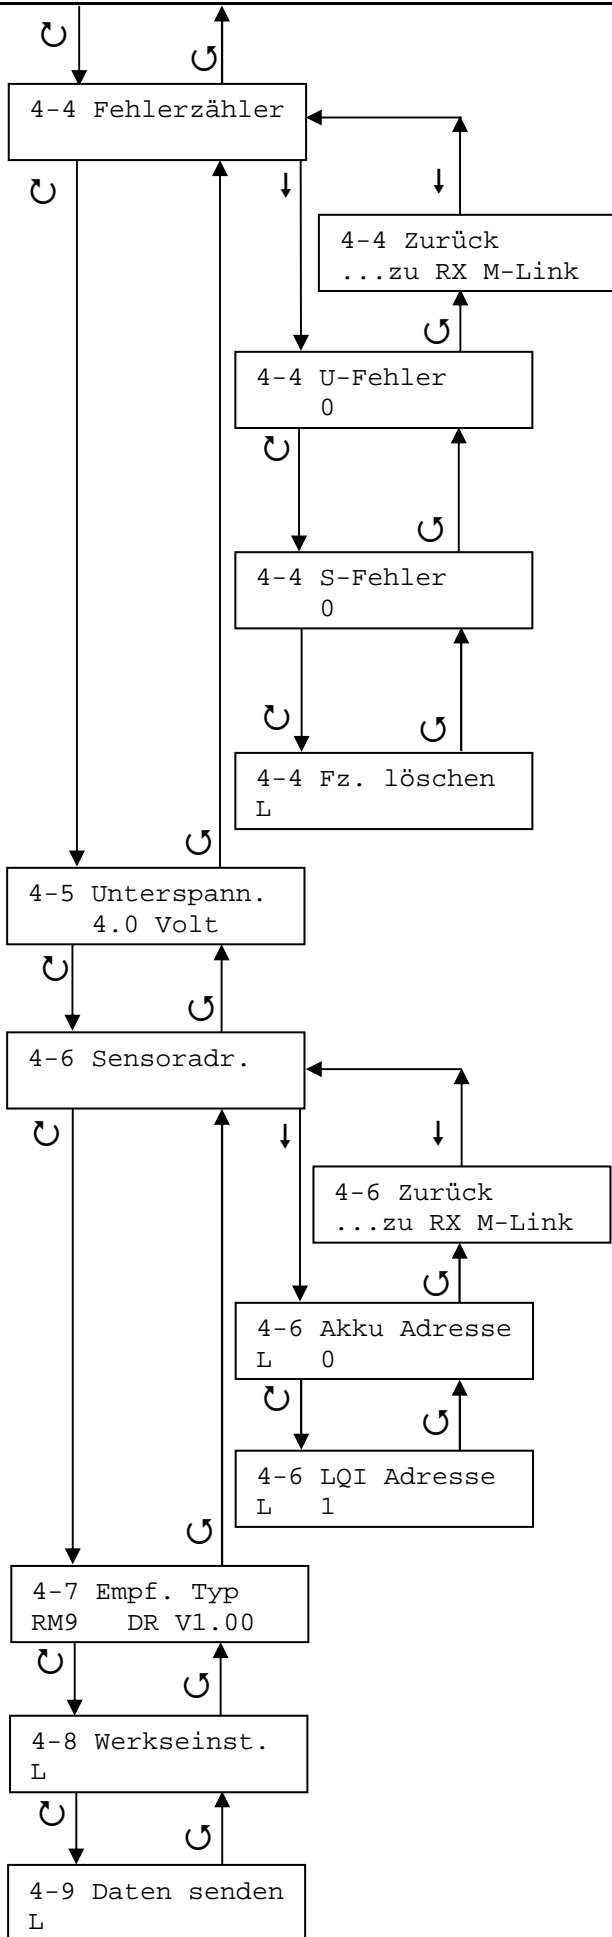 4-4 Fehlerzähler
4-4 Zurück
...zu RX M-Link
4-4 U-Fehler
0
4-4 S-Fehler
0
4-4 Fz. löschen
L
4-5 Unterspann.
4.0 Volt
4-6 Sensoradr.
4-6 Zurück
...zu RX M-Link
4-6 Akku Adresse
L 0
4-6 LQI Adresse
L 1
4-7 Empf. Typ
RM9 DR V1.00
4-8 Werkseinst.
L
4-9 Daten senden
L